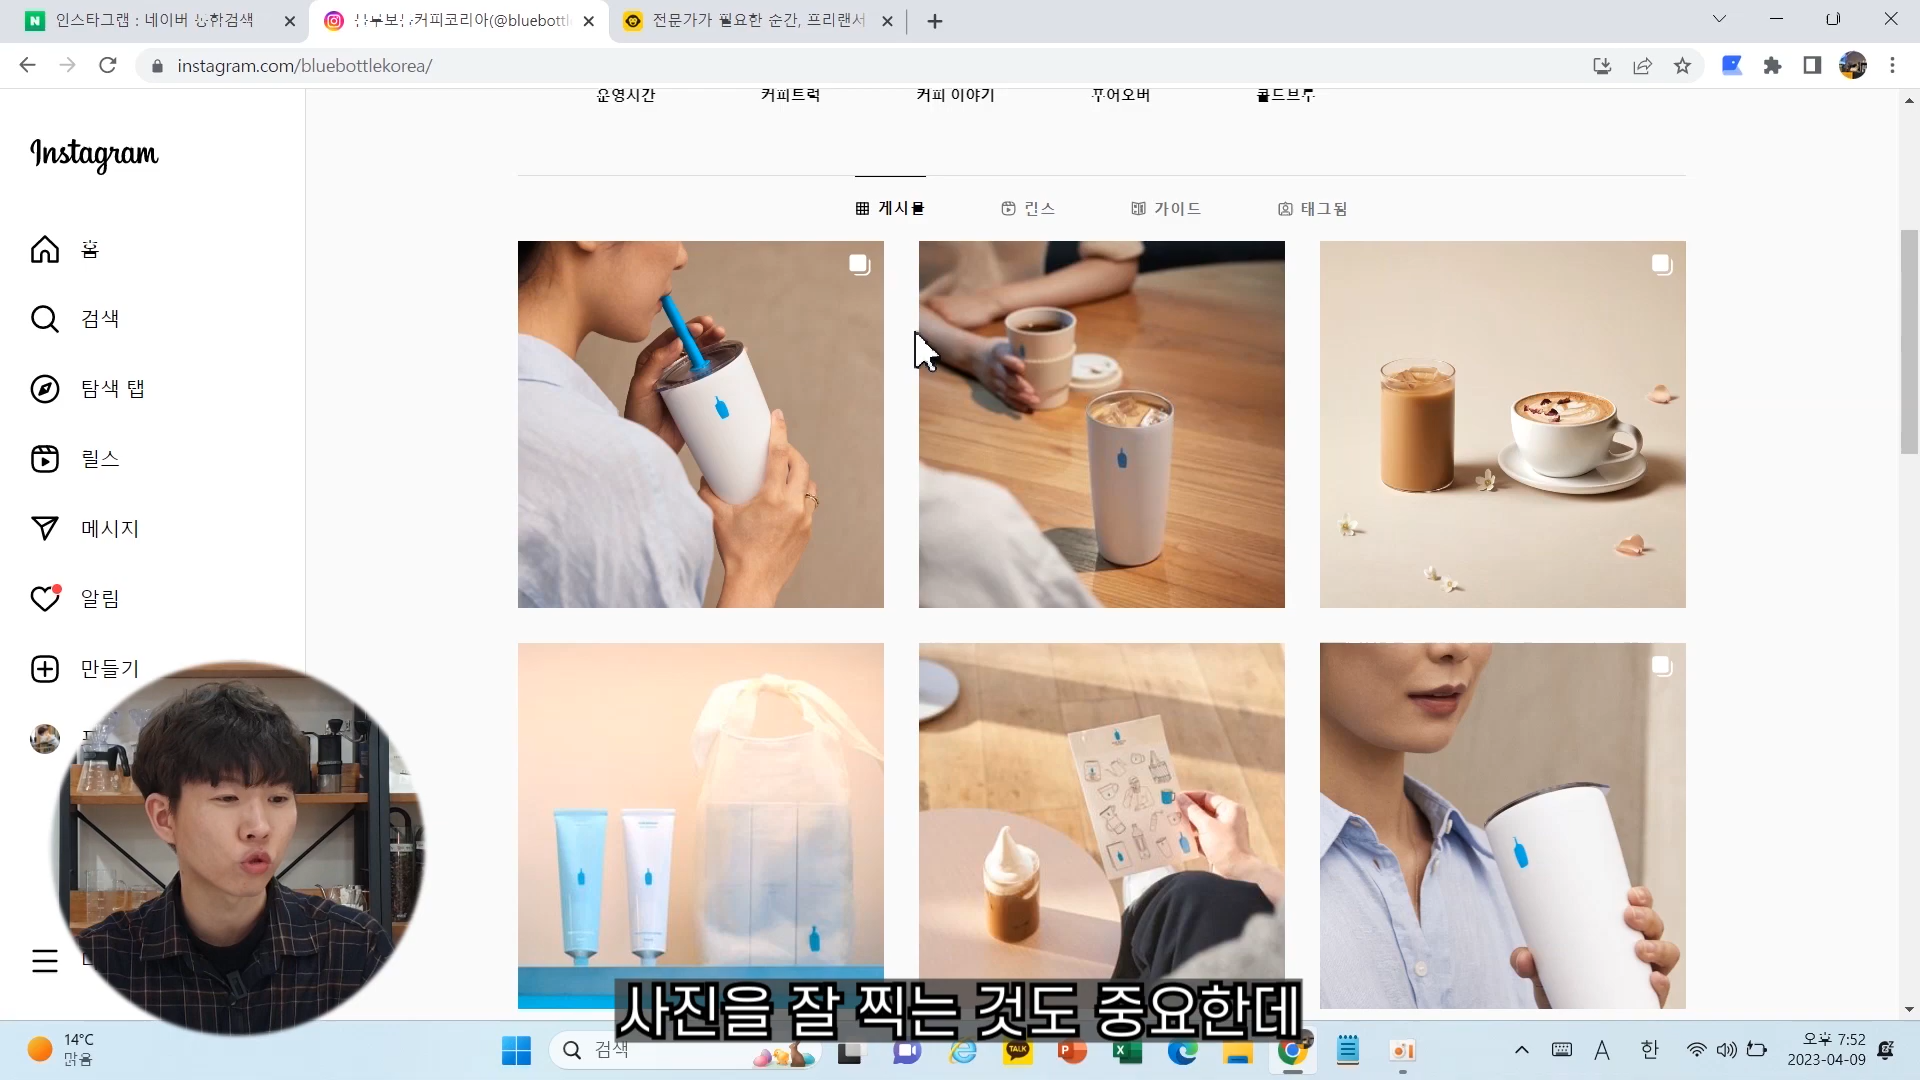 인스타그램 : 네이버 통합검색
블루보틀커피코리아(@bluebottl
전문가가 필요한 순간, 프리랜서
instagram.com/bluebottlekorea/
운영시간
커피트럭
커피 이야기
푸어오버
콜드브루
Instagram
게시물
릴스
가이드
태그됨
홈
검색
탐색 탭
릴스
메시지
알림
만들기
사진을 잘 찍는 것도 중요한데
14°C
맑음
검색
TALK
A
한
오후 7:52
2023-04-09